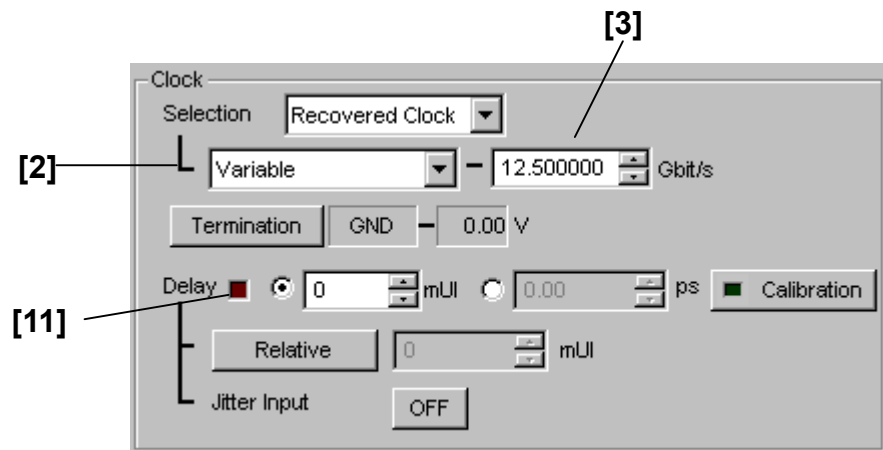 [3]
Clock
Selection Recovered Clock
[2] Variable 12.500000 Gbit/s
Termination GND 0.00 V
Delay 0 mUI 0.00 ps Calibration
[11]
Relative 0 mUI
Jitter Input OFF